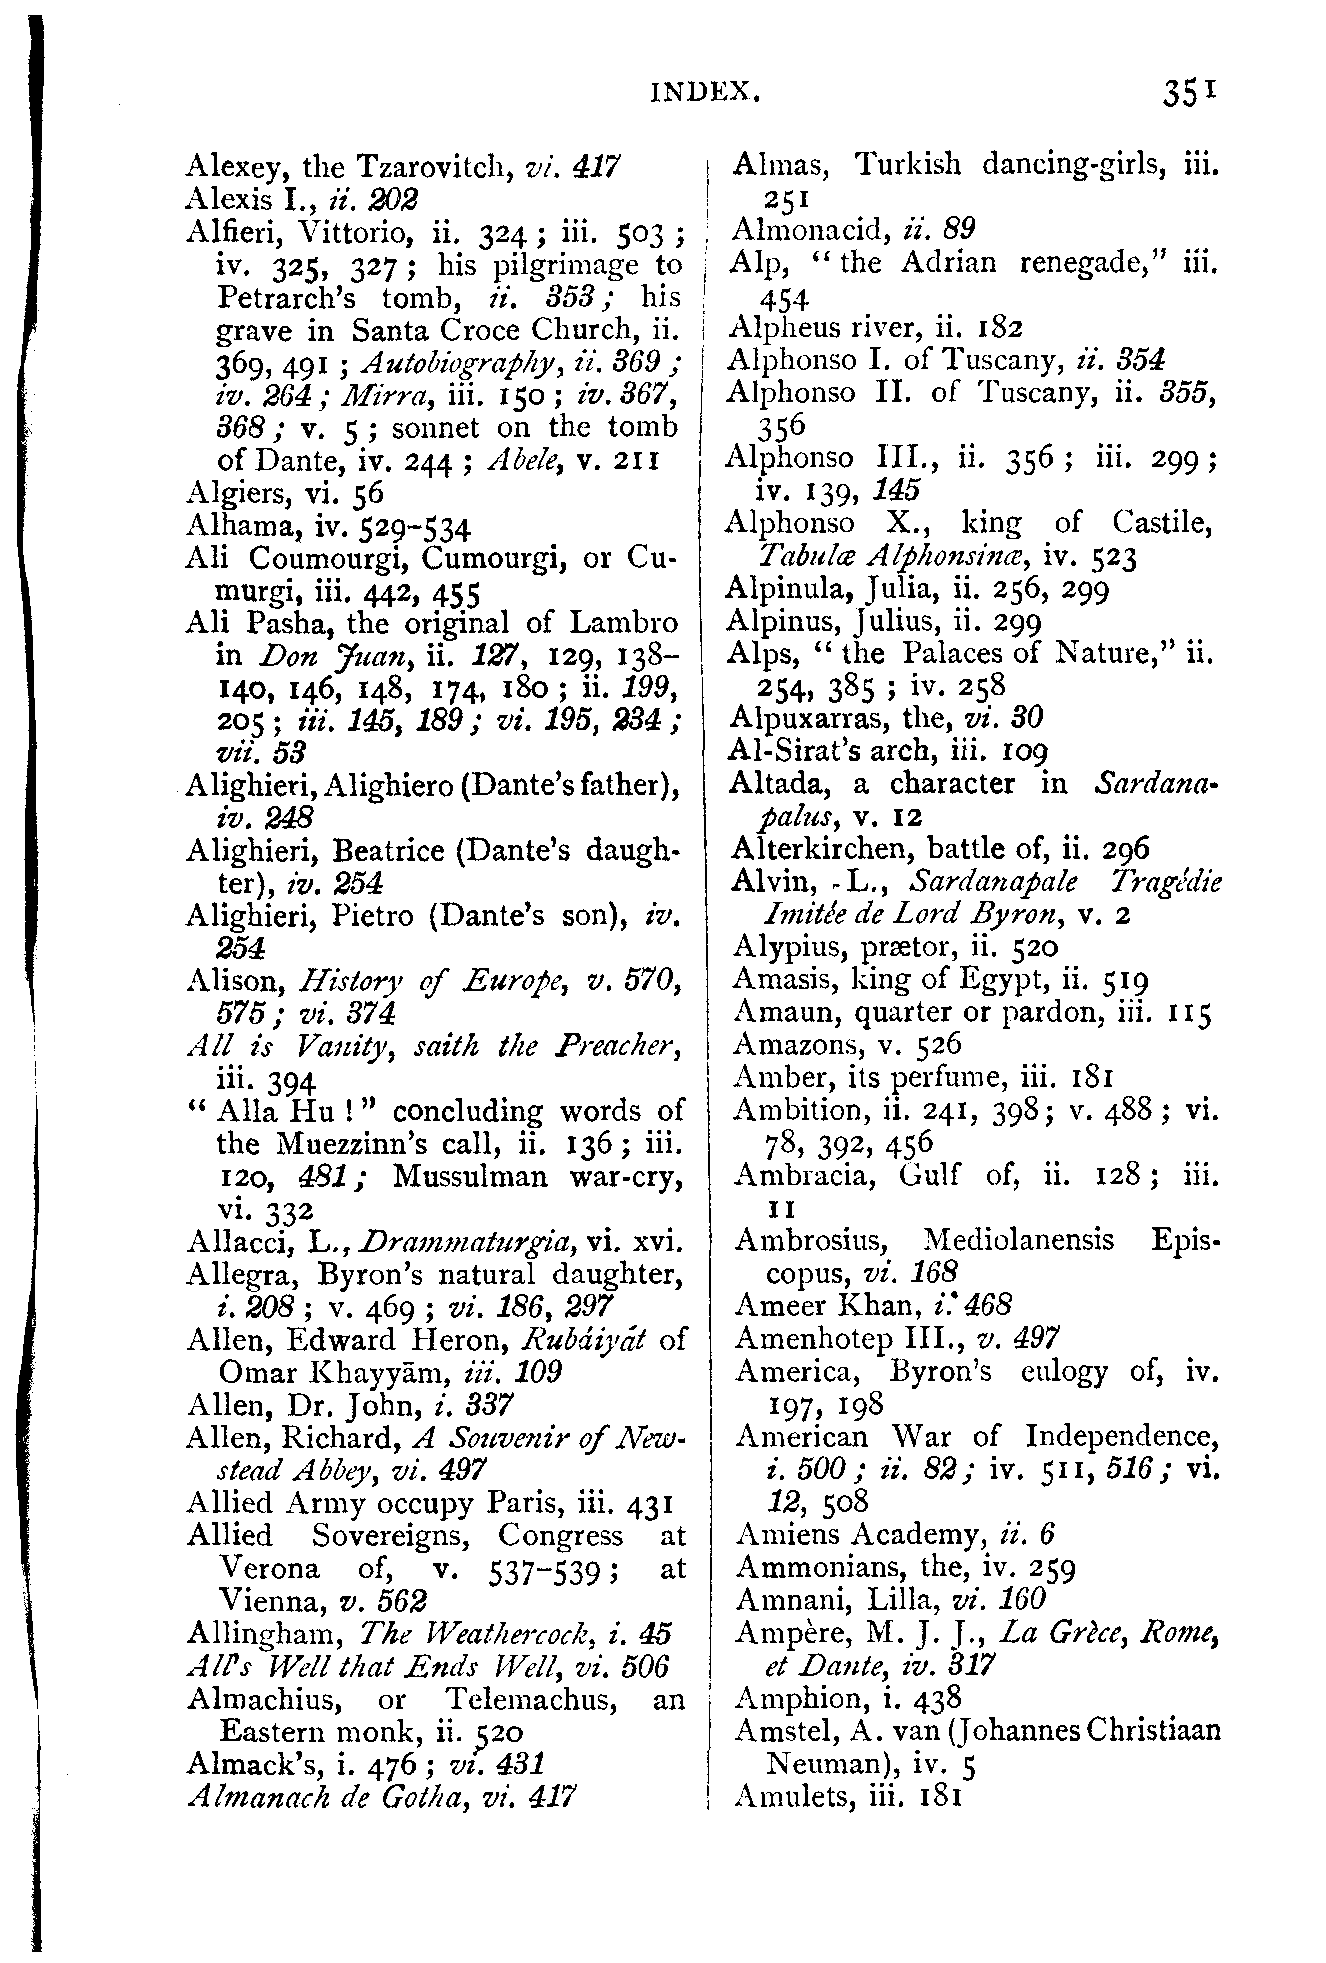 INDEX. 351
Alexey, the Tzarovitch, vi. 417
Alexis I., ii. 202
Alfieri, Vittorio, ii. 324; iii. 503;
iv. 325, 327; his pilgrimage to
Petrarch's tomb, ii. 353; his
grave in Santa Croce Church, ii.
369, 491; Autobiography, ii. 369;
iv. 264; Mirra, iii. 150; iv. 367,
368; v. 5; sonnet on the tomb
of Dante, iv. 244; Abele, v. 211
Algiers, vi. 56
Alhama, iv. 529–534
Ali Coumourgi, Cumourgi, or Cu-
murgi, iii. 442, 455
Ali Pasha, the original of Lambro
in Don Juan, ii. 127, 129, 138–
140, 146, 148, 174, 180; ii. 199,
205; iii. 145, 189; vi. 195, 234;
vii. 53
Alighieri, Alighiero (Dante's father),
iv. 248
Alighieri, Beatrice (Dante's daugh-
ter), iv. 254
Alighieri, Pietro (Dante's son), iv.
254
Alison, History of Europe, v. 570,
575; vi. 374
All is Vanity, saith the Preacher,
iii. 394
"Alla Hu!" concluding words of
the Muezzinn's call, ii. 136; iii.
120, 481; Mussulman war-cry,
vi. 332
Allacci, L., Drammaturgia, vi. xvi.
Allegra, Byron's natural daughter,
i. 208; v. 469; vi. 186, 297
Allen, Edward Heron, Rubáiyát of
Omar Khayyām, iii. 109
Allen, Dr. John, i. 337
Allen, Richard, A Souvenir of New-
stead Abbey, vi. 497
Allied Army occupy Paris, iii. 431
Allied Sovereigns, Congress at
Verona of, v. 537–539; at
Vienna, v. 562
Allingham, The Weathercock, i. 45
All's Well that Ends Well, vi. 506
Almachius, or Telemachus, an
Eastern monk, ii. 520
Almack's, i. 476; vi. 431
Almanach de Gotha, vi. 417
Almas, Turkish dancing-girls, iii.
251
Almonacid, ii. 89
Alp, "the Adrian renegade," iii.
454
Alpheus river, ii. 182
Alphonso I. of Tuscany, ii. 354
Alphonso II. of Tuscany, ii. 355,
356
Alphonso III., ii. 356; iii. 299;
iv. 139, 145
Alphonso X., king of Castile,
Tabulæ Alphonsinæ, iv. 523
Alpinula, Julia, ii. 256, 299
Alpinus, Julius, ii. 299
Alps, "the Palaces of Nature," ii.
254, 385; iv. 258
Alpuxarras, the, vi. 30
Al-Sirat's arch, iii. 109
Altada, a character in Sardana-
palus, v. 12
Alterkirchen, battle of, ii. 296
Alvin, -L., Sardanapale Tragédie
Imitée de Lord Byron, v. 2
Alypius, prætor, ii. 520
Amasis, king of Egypt, ii. 519
Amaun, quarter or pardon, iii. 115
Amazons, v. 526
Amber, its perfume, iii. 181
Ambition, ii. 241, 398; v. 488; vi.
78, 392, 456
Ambracia, Gulf of, ii. 128; iii.
11
Ambrosius, Mediolanensis Epis-
copus, vi. 168
Ameer Khan, i. 468
Amenhotep III., v. 497
America, Byron's eulogy of, iv.
197, 198
American War of Independence,
i. 500; ii. 82; iv. 511, 516; vi.
12, 508
Amiens Academy, ii. 6
Ammonians, the, iv. 259
Amnani, Lilla, vi. 160
Ampère, M. J. J., La Grèce, Rome,
et Dante, iv. 317
Amphion, i. 438
Amstel, A. van (Johannes Christiaan
Neuman), iv. 5
Amulets, iii. 181